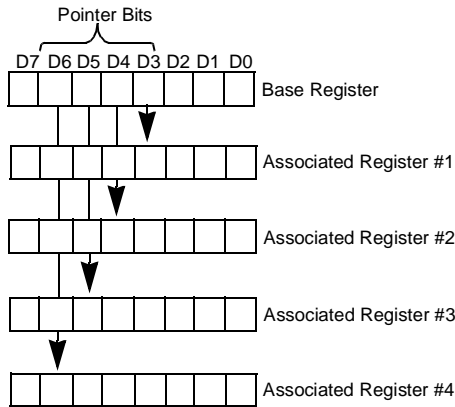 Pointer Bits
D7 D6 D5 D4 D3 D2 D1 D0
Base Register
Associated Register #1
Associated Register #2
Associated Register #3
Associated Register #4